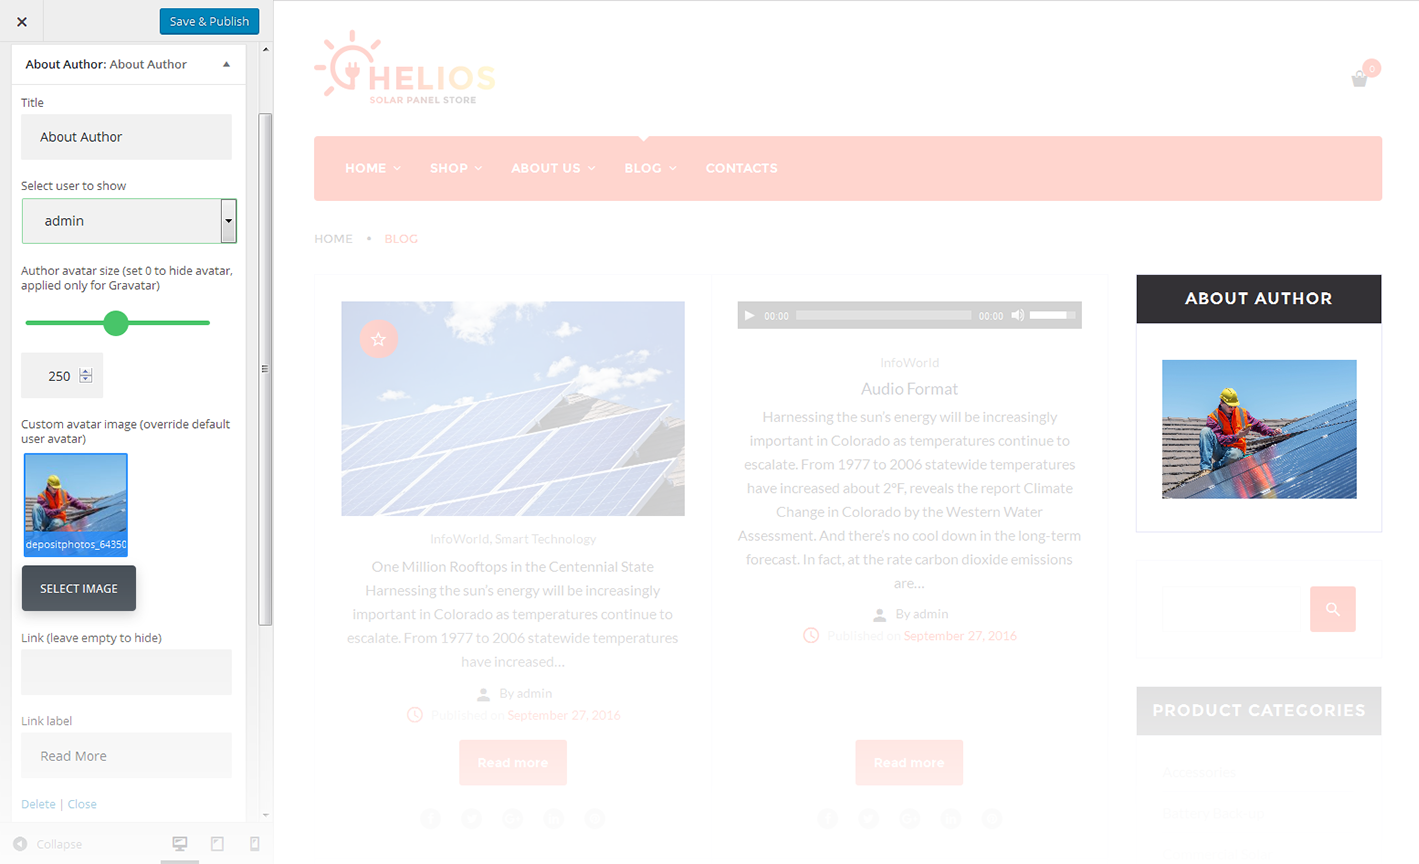 Save & Publish
About Author: About Author
Title
About Author
Select user to show
admin
Author avatar size (set 0 to hide avatar,
applied only for Gravatar)
250
Custom avatar image (override default
user avatar)
depositphotos_64350
SELECT IMAGE
Link (leave empty to hide)
Link label
Read More
Delete | Close
Collapse
HELIOS
SOLAR PANEL STORE
0
HOME
SHOP
ABOUT US
BLOG
CONTACTS
HOME • BLOG
InfoWorld, Smart Technology
One Million Rooftops in the Centennial State
Harnessing the sun's energy will be increasingly
important in Colorado as temperatures continue to
escalate. From 1977 to 2006 statewide temperatures
have increased…
By admin
Published on September 27, 2016
Read more
00:00
00:00
InfoWorld
Audio Format
Harnessing the sun's energy will be increasingly
important in Colorado as temperatures continue to
escalate. From 1977 to 2006 statewide temperatures
have increased about 2°F, reveals the report Climate
Change in Colorado by the Western Water
Assessment. And there's no cool down in the long-term
forecast. In fact, at the rate carbon dioxide emissions
are…
By admin
Published on September 27, 2016
Read more
ABOUT AUTHOR
PRODUCT CATEGORIES
Accessories